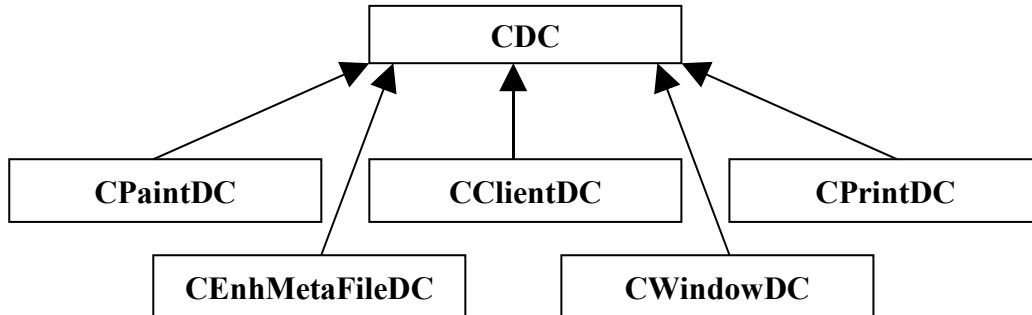 CDC
CPaintDC
CClientDC
CPrintDC
CEnhMetaFileDC
CWindowDC